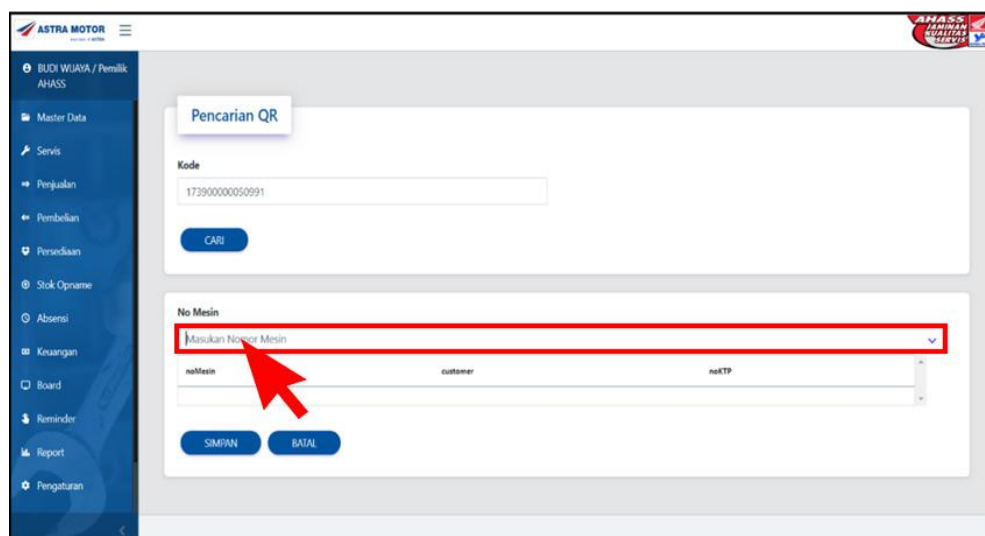 ASTRA MOTOR
AHASS
JAMINAN
KUALITAS
SERVIS
BUDI WIJAYA / Pemilik
AHASS
Master Data
Servis
Penjualan
Pembelian
Persediaan
Stok Opname
Absensi
Keuangan
Board
Reminder
Report
Pengaturan
Pencarian QR
Kode
173900000050991
CARI
No Mesin
Masukan Nomor Mesin
noMesin customer noKTP
SIMPAN BATAL